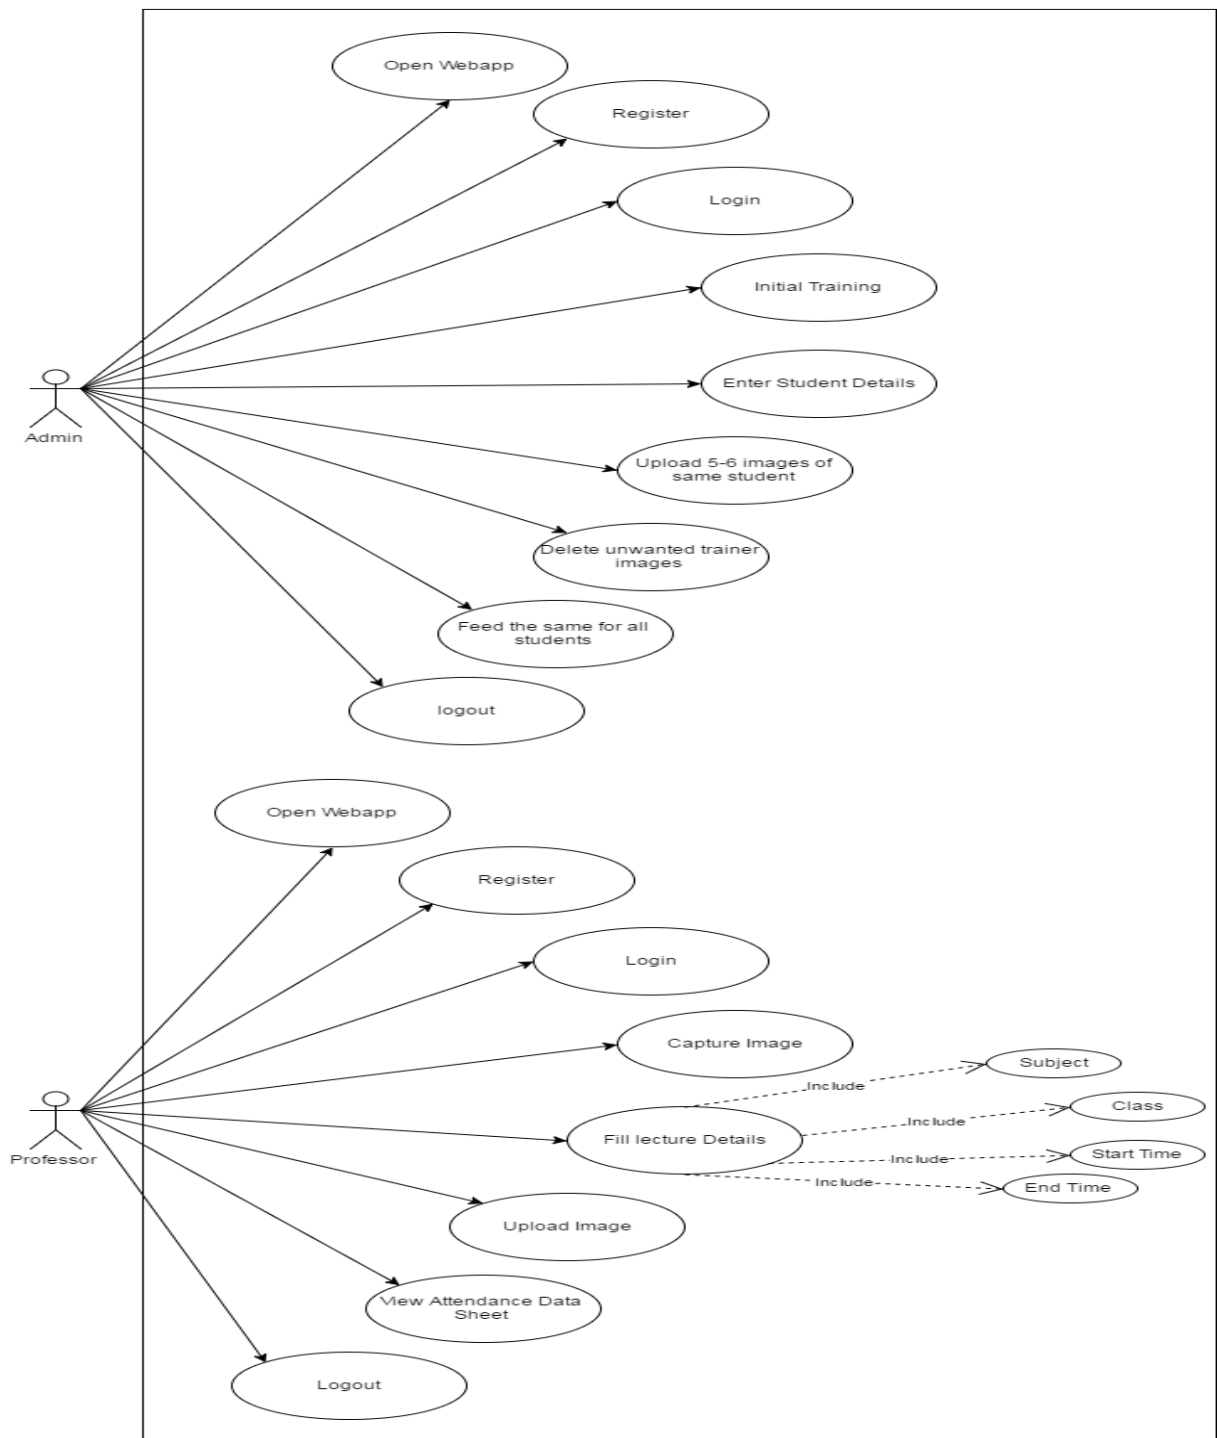 Open Webapp
Register
Login
Initial Training
Enter Student Details
Admin
Upload 5-6 images of
same student
Delete unwanted trainer
images
Feed the same for all
students
logout
Open Webapp
Register
Login
Capture Image
Subject
Include
Class
Include
Fill lecture Details
Start Time
Include
Professor
End Time
Include
Upload Image
View Attendance Data
Sheet
Logout